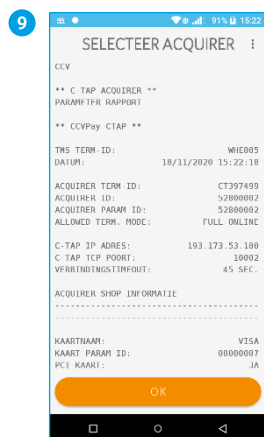 9
91% 15:22
SELECTEER ACQUIRER
CCV
** C TAP ACQUIRER **
PARAMETER RAPPORT
** CCVPay CTAP **
TMS TERM-ID: WHE005
DATUM: 18/11/2020 15:22:18
ACQUIRER TERM-ID: CT397499
ACQUIRER ID: 52800002
ACQUIRER PARAM ID: 52800002
ALLOWED TERM. MODE: FULL ONLINE
C-TAP IP ADRES: 193.173.53.100
C-TAP TCP POORT: 10002
VERBINDINGSTIMEOUT: 45 SEC.
ACQUIRER SHOP INFORMATIE
----------------------------------------
----------------------------------------
KAARTNAAM: VISA
KAART PARAM ID: 00000007
PCI KAART: JA
OK